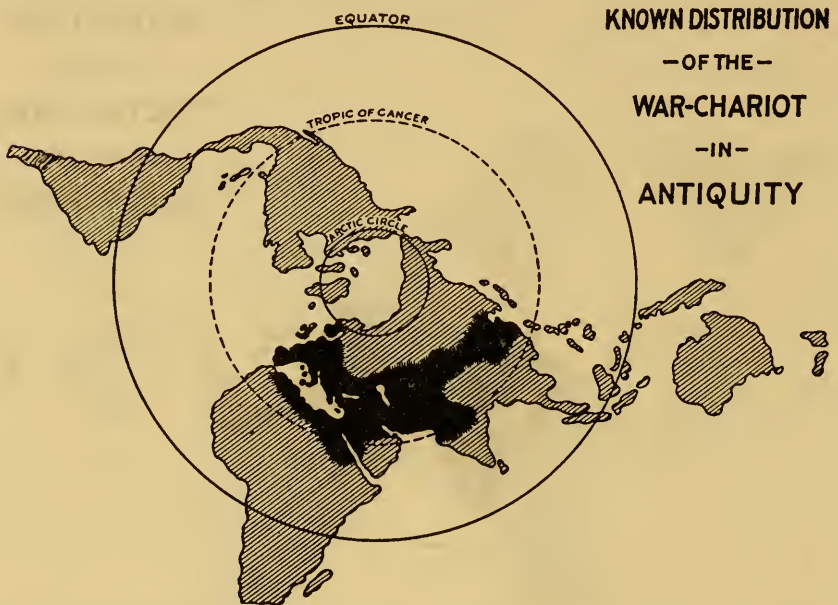 EQUATOR
TROPIC OF CANCER
ARCTIC CIRCLE
KNOWN DISTRIBUTION
-OF THE-
WAR-CHARIOT
-IN-
ANTIQUITY